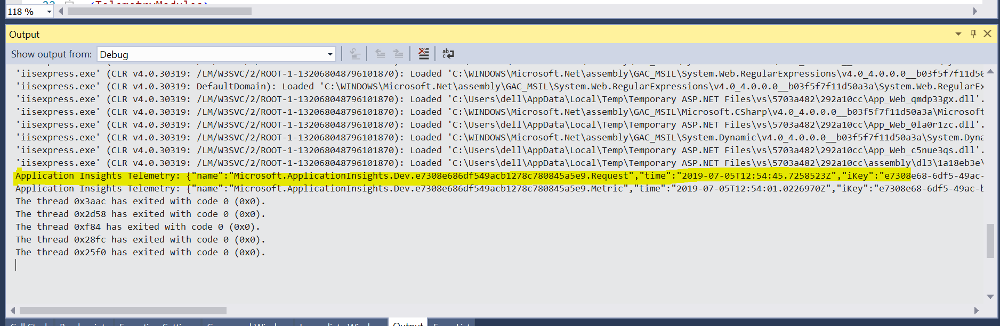 <TelemetryModules>
118 %
Output
Show output from: Debug
'iisexpress.exe' (CLR v4.0.30319: /LM/W3SVC/2/ROOT-1-132068048796101870): Loaded 'C:\WINDOWS\Microsoft.Net\assembly\GAC_MSIL\System.Web.RegularExpressions\v4.0_4.0.0.0__b03f5f7f11d50
'iisexpress.exe' (CLR v4.0.30319: DefaultDomain): Loaded 'C:\WINDOWS\Microsoft.Net\assembly\GAC_MSIL\System.Web.RegularExpressions\v4.0_4.0.0.0__b03f5f7f11d50a3a\System.Web.RegularEx
'iisexpress.exe' (CLR v4.0.30319: /LM/W3SVC/2/ROOT-1-132068048796101870): Loaded 'C:\Users\dell\AppData\Local\Temp\Temporary ASP.NET Files\vs\5703a482\292a10cc\App_Web_qmdp33gx.dll'.
'iisexpress.exe' (CLR v4.0.30319: /LM/W3SVC/2/ROOT-1-132068048796101870): Loaded 'C:\WINDOWS\Microsoft.Net\assembly\GAC_MSIL\Microsoft.CSharp\v4.0_4.0.0.0__b03f5f7f11d50a3a\Microsoft
'iisexpress.exe' (CLR v4.0.30319: /LM/W3SVC/2/ROOT-1-132068048796101870): Loaded 'C:\Users\dell\AppData\Local\Temp\Temporary ASP.NET Files\vs\5703a482\292a10cc\App_Web_0la0r1zc.dll'.
'iisexpress.exe' (CLR v4.0.30319: /LM/W3SVC/2/ROOT-1-132068048796101870): Loaded 'C:\WINDOWS\Microsoft.Net\assembly\GAC_MSIL\System.Dynamic\v4.0_4.0.0.0__b03f5f7f11d50a3a\System.Dyna
'iisexpress.exe' (CLR v4.0.30319: /LM/W3SVC/2/ROOT-1-132068048796101870): Loaded 'C:\Users\dell\AppData\Local\Temp\Temporary ASP.NET Files\vs\5703a482\292a10cc\App_Web_c5nue3qs.dll'.
'iisexpress.exe' (CLR v4.0.30319: /LM/W3SVC/2/ROOT-1-132068048796101870): Loaded 'C:\Users\dell\AppData\Local\Temp\Temporary ASP.NET Files\vs\5703a482\292a10cc\assembly\dl3\1a18eb3e\
Application Insights Telemetry: {"name":"Microsoft.ApplicationInsights.Dev.e7308e686df549acb1278c780845a5e9.Request","time":"2019-07-05T12:54:45.7258523Z","iKey":"e7308e68-6df5-49ac-
Application Insights Telemetry: {"name":"Microsoft.ApplicationInsights.Dev.e7308e686df549acb1278c780845a5e9.Metric","time":"2019-07-05T12:54:01.0226970Z","iKey":"e7308e68-6df5-49ac-b
The thread 0x3aac has exited with code 0 (0x0).
The thread 0x2d58 has exited with code 0 (0x0).
The thread 0xf84 has exited with code 0 (0x0).
The thread 0x28fc has exited with code 0 (0x0).
The thread 0x25f0 has exited with code 0 (0x0).
Output